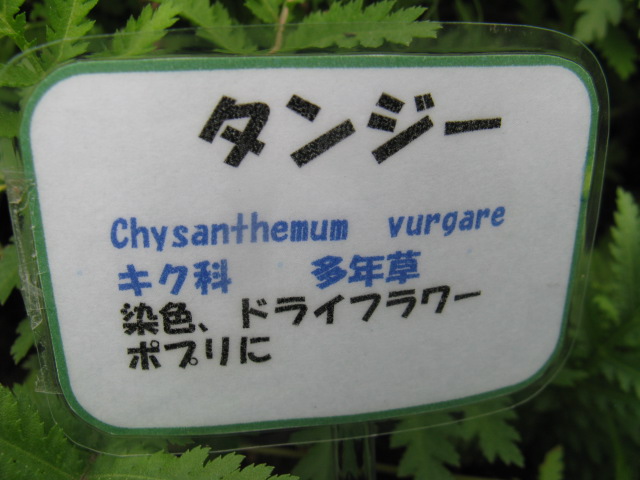 タンジー
Chysanthemum vurgare
キク科 多年草
染色、ドライフラワー
ポプリに